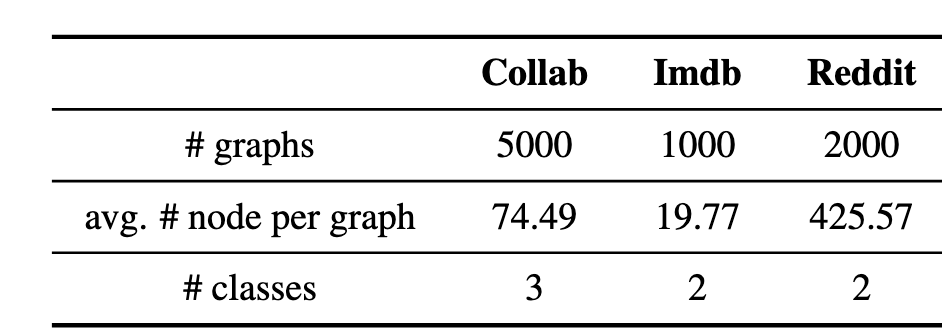 Collab Imdb Reddit
# graphs 5000 1000 2000
avg. # node per graph 74.49 19.77 425.57
# classes 3 2 2